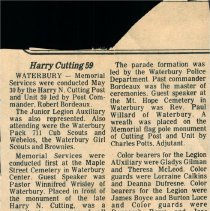 Harry Cutting 59
WATERBURY — Memorial
Services were conducted May
30 by the Harry N. Cutting Post
and Unit 59 led by Post Com-
mander, Robert Bordeaux.
The Junior Legion Auxiliary
was also represented. Also
attending were the Waterbury
Pack 711 Cub Scouts and
Webelos, the Waterbury Girl
Scouts and Brownies.
Memorial Services were
conducted first at the Maple
Street Cemetery in Waterbury
Center. Guest Speaker was
Pastor Winnifred Wrisley of
Waterbury. Placed in front of
the monument of the late
Harry N. Cutting, was a
The parade formation was
led by the Waterbury Police
Department. Post commander
Bordeaux was the master of
ceremonies. Guest speaker at
the Mt. Hope Cemetery in
Waterbury was Rev. Paul
Willard of Waterbury. A
wreath was placed on the
Memorial flag pole monument
of Cutting Post and Unit by
Charles Potts, Adjutant.
Color bearers for the Legion
AUxiliary were Gladys Gilman
and Theresa McLeod. Color
guards were Lorraine Calkins
and Deanna Dufresne. Color
bearers for the Legion were
James Boyce and Burton Luce
and Color guards were